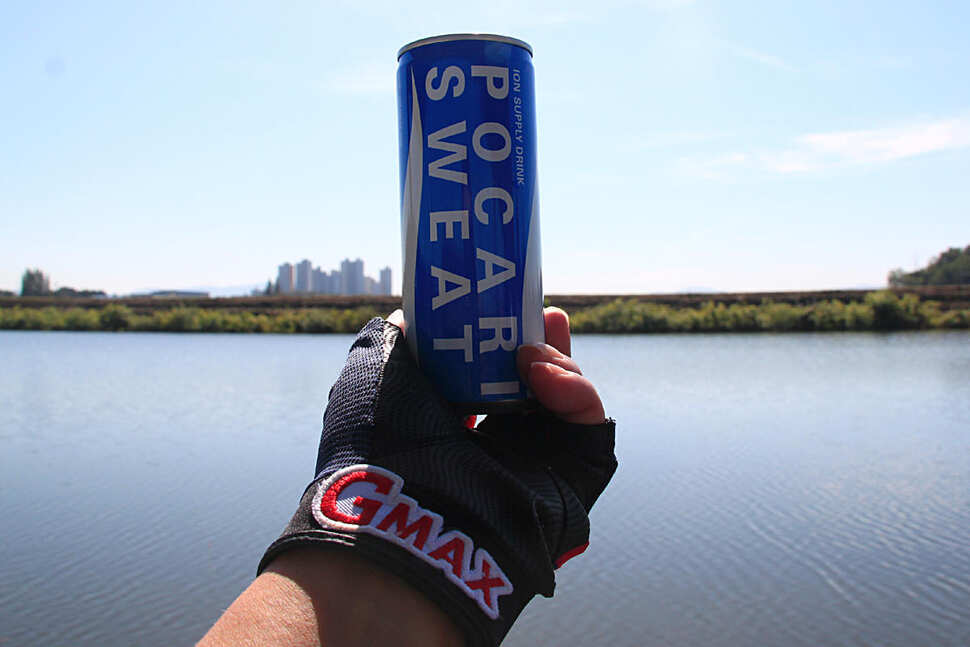 ION SUPPLY DRINK
POCARI
SWEAT
GMAX